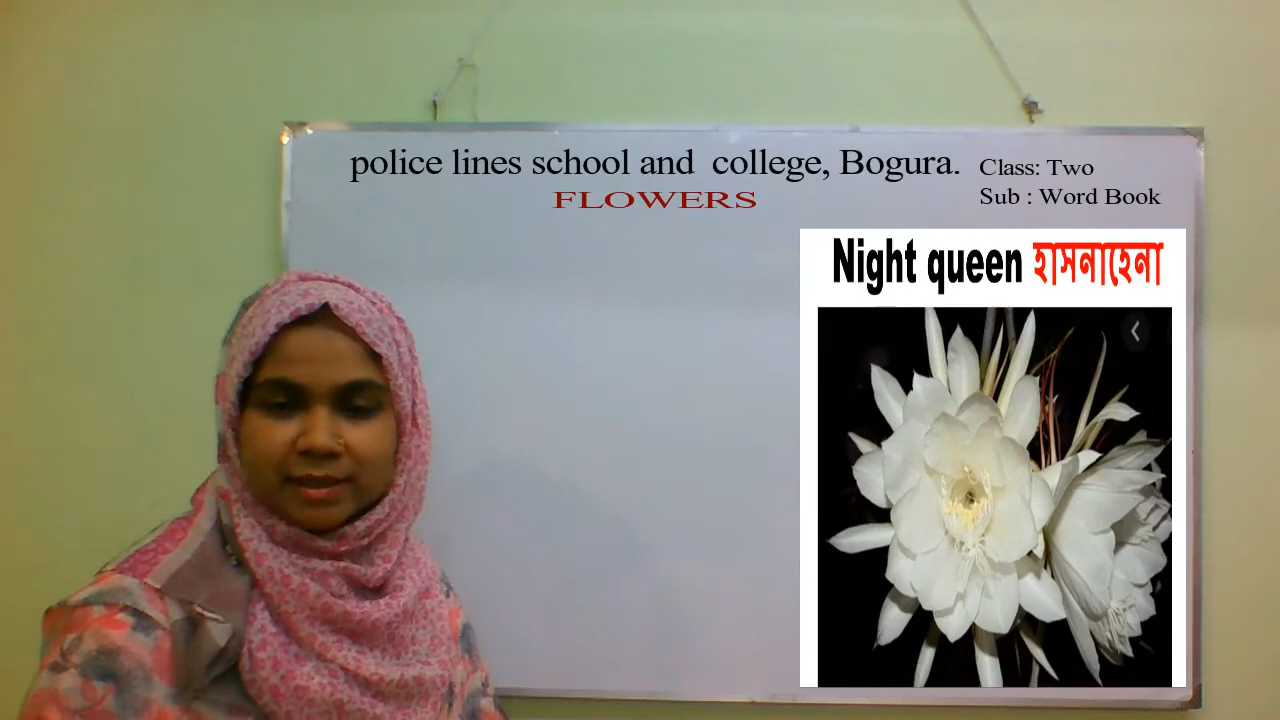 police lines school and college, Bogura.
FLOWERS
Class: Two
Sub : Word Book
Night queen হাসনাহেনা